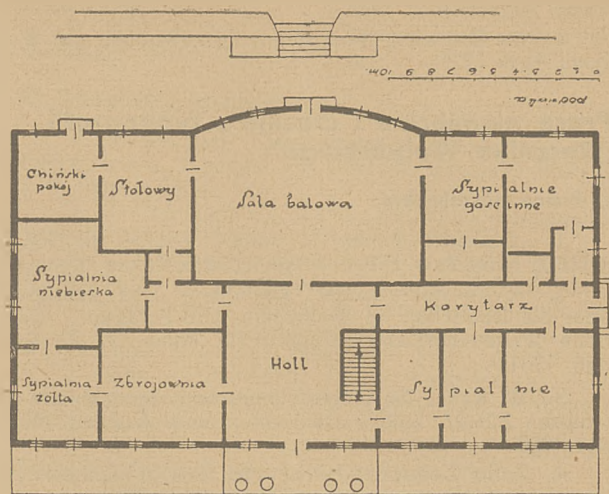 0 1 2 3 4 5 6 7 8 9 10m.
podziałka
Chiński
pokój
Stołowy
Sala balowa
Sypialnie
gościnne
Sypialnia
niebieska
Korytarz
Sypialnia
żółta
Zbrojownia
Holl
Sypialnie